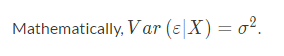 Mathematically, Var (ε|X) = σ².